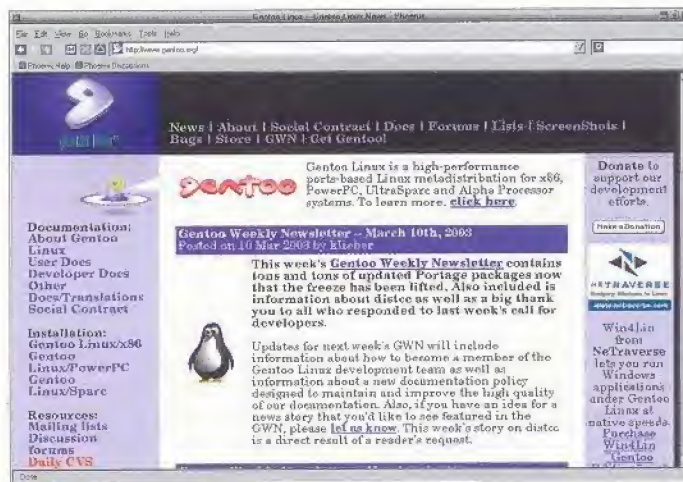 Gentoo Linux -- Gentoo Linux News - Phoenix
File Edit View Go Bookmarks Tools Help
http://www.gentoo.org/
Phoenix Help Phoenix Discussions
gentoo linux
News | About | Social Contract | Docs | Forums | Lists | ScreenShots |
Bugs | Store | GWN | Get Gentoo!
Documentation:
About Gentoo
Linux
User Docs
Developer Docs
Other
Docs/Translations
Social Contract
Installation:
Gentoo Linux/x86
Gentoo
Linux/PowerPC
Gentoo
Linux/Sparc
Resources:
Mailing lists
Discussion
forums
Daily CVS
gentoo
Gentoo Linux is a high-performance
ports-based Linux metadistribution for x86,
PowerPC, UltraSparc and Alpha Processor
systems. To learn more, click here.
Gentoo Weekly Newsletter -- March 10th, 2003
Posted on 10 Mar 2003 by klieber
This week's Gentoo Weekly Newsletter contains
tons and tons of updated Portage packages now
that the freeze has been lifted. Also included is
information about distcc as well as a big thank
you to all who responded to last week's call for
developers.
Updates for next week's GWN will include
information about how to become a member of the
Gentoo Linux development team as well as
information about a new documentation policy
designed to maintain and improve the high quality
of our documentation. Also, if you have an idea for a
news story that you'd like to see featured in the
GWN, please let us know. This week's story on distcc
is a direct result of a reader's request.
Donate to
support our
development
efforts.
Make a Donation
NETRAVERSE
www.netraverse.com
Win4Lin
from
NeTraverse
lets you run
Windows
applications
under Gentoo
Linux at
native speeds.
Purchase
Win4Lin
Gentoo
Done